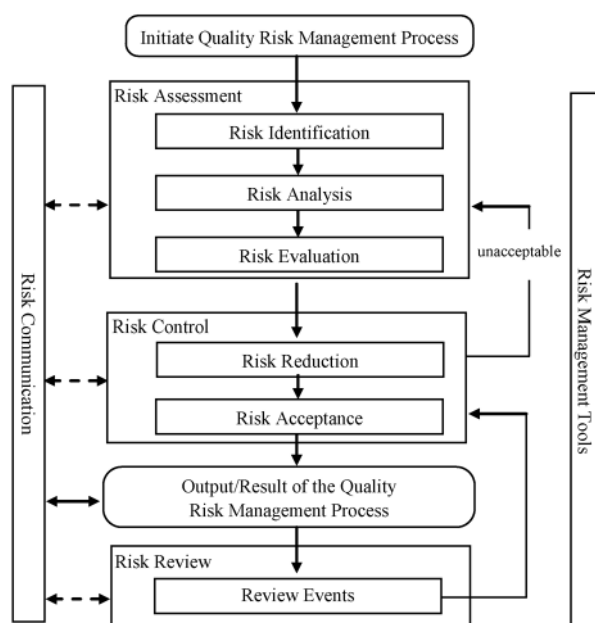 Initiate Quality Risk Management Process
Risk Assessment
Risk Identification
Risk Analysis
Risk Evaluation
unacceptable
Risk Control
Risk Reduction
Risk Acceptance
Output/Result of the Quality
Risk Management Process
Risk Review
Review Events
Risk Communication
Risk Management Tools